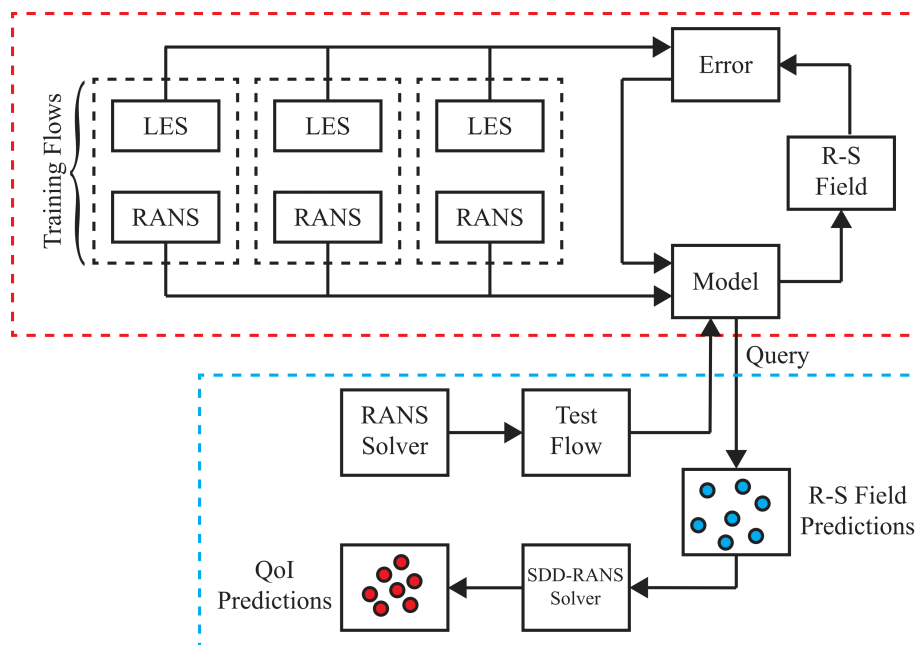 Error
LES
LES
LES
Training Flows
R-S
Field
RANS
RANS
RANS
Model
Query
RANS
Solver
Test
Flow
R-S Field
Predictions
QoI
Predictions
SDD-RANS
Solver